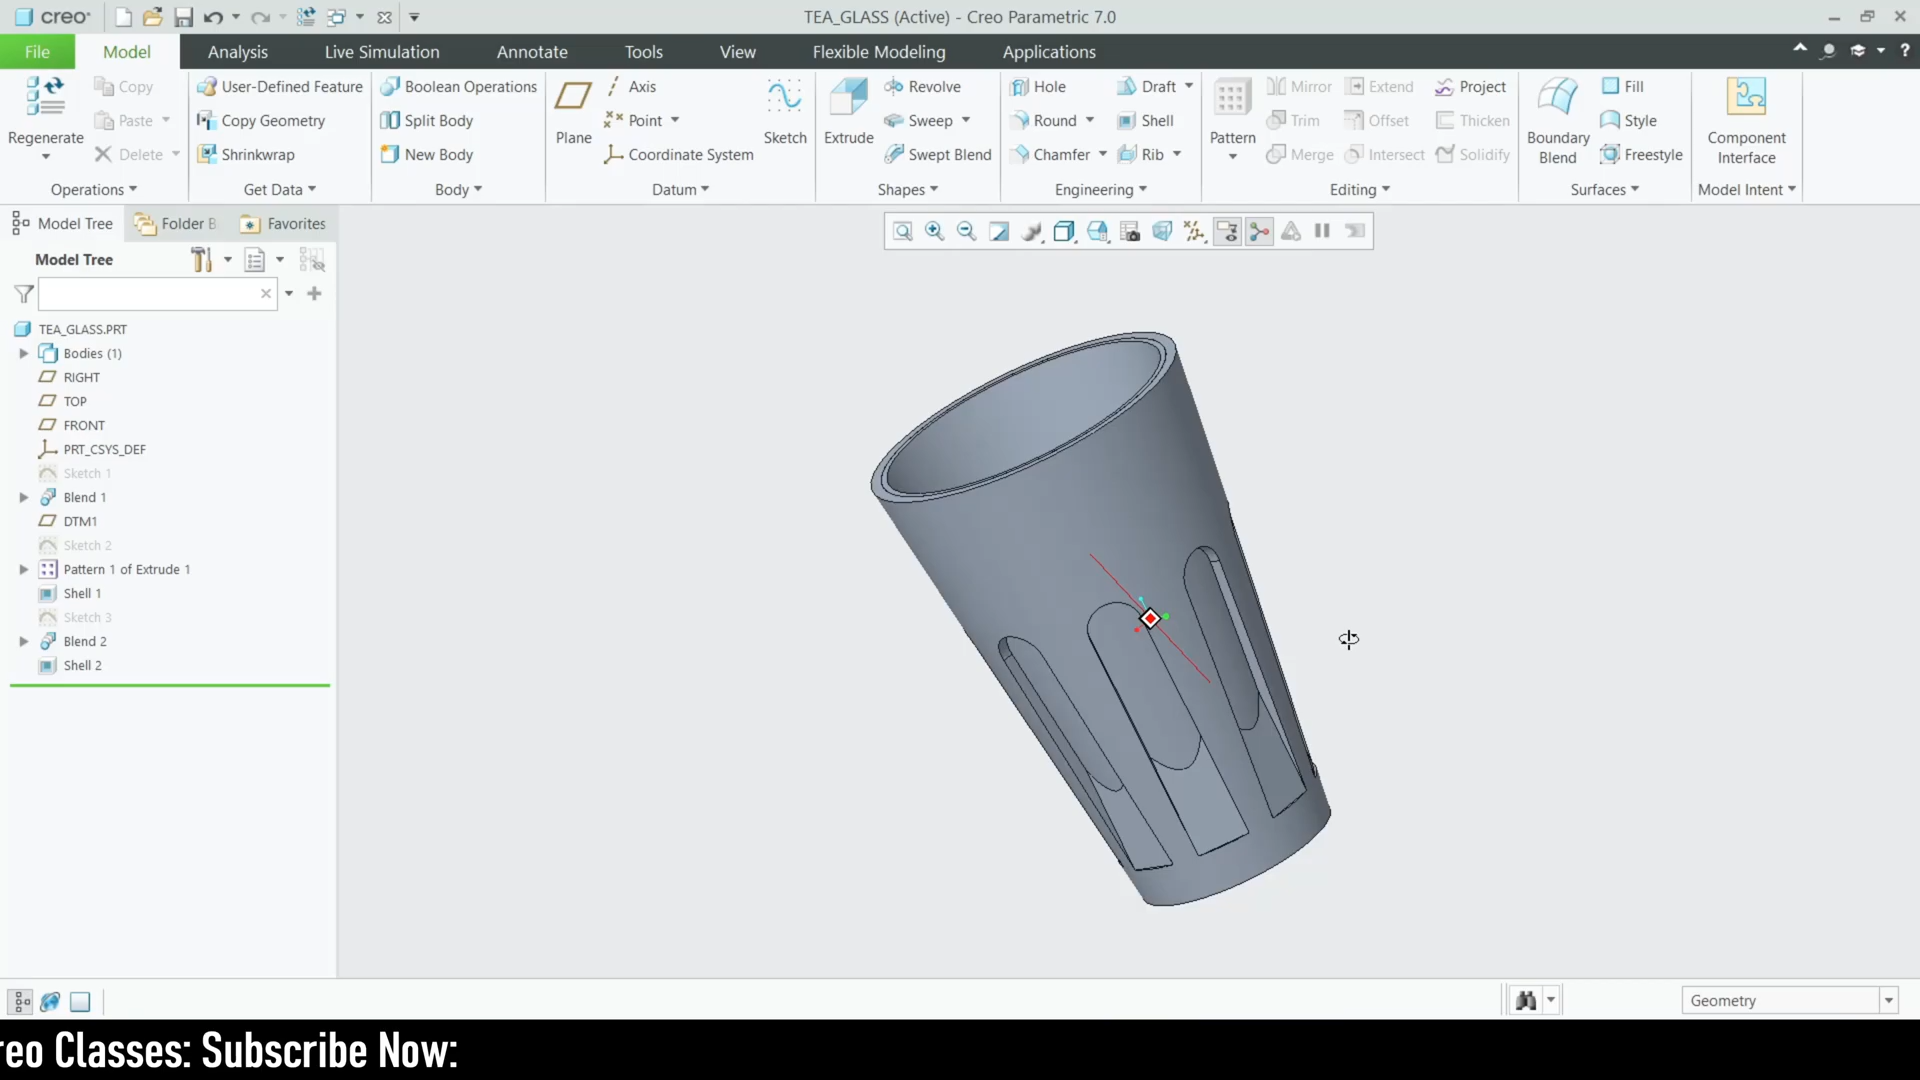 creo
TEA_GLASS (Active) - Creo Parametric 7.0
File
Model
Analysis
Live Simulation
Annotate
Tools
View
Flexible Modeling
Applications
Regenerate
Copy
Paste
Delete
Operations
User-Defined Feature
Copy Geometry
Shrinkwrap
Get Data
Boolean Operations
Split Body
New Body
Body
Plane
Axis
Point
Coordinate System
Sketch
Datum
Extrude
Revolve
Sweep
Swept Blend
Shapes
Hole
Round
Chamfer
Draft
Shell
Rib
Engineering
Pattern
Mirror
Trim
Merge
Extend
Offset
Intersect
Project
Thicken
Solidify
Editing
Boundary
Blend
Fill
Style
Freestyle
Surfaces
Component
Interface
Model Intent
Model Tree
Folder B
Favorites
Model Tree
TEA_GLASS.PRT
Bodies (1)
RIGHT
TOP
FRONT
PRT_CSYS_DEF
Sketch 1
Blend 1
DTM1
Sketch 2
Pattern 1 of Extrude 1
Shell 1
Sketch 3
Blend 2
Shell 2
Geometry
reo Classes: Subscribe Now: